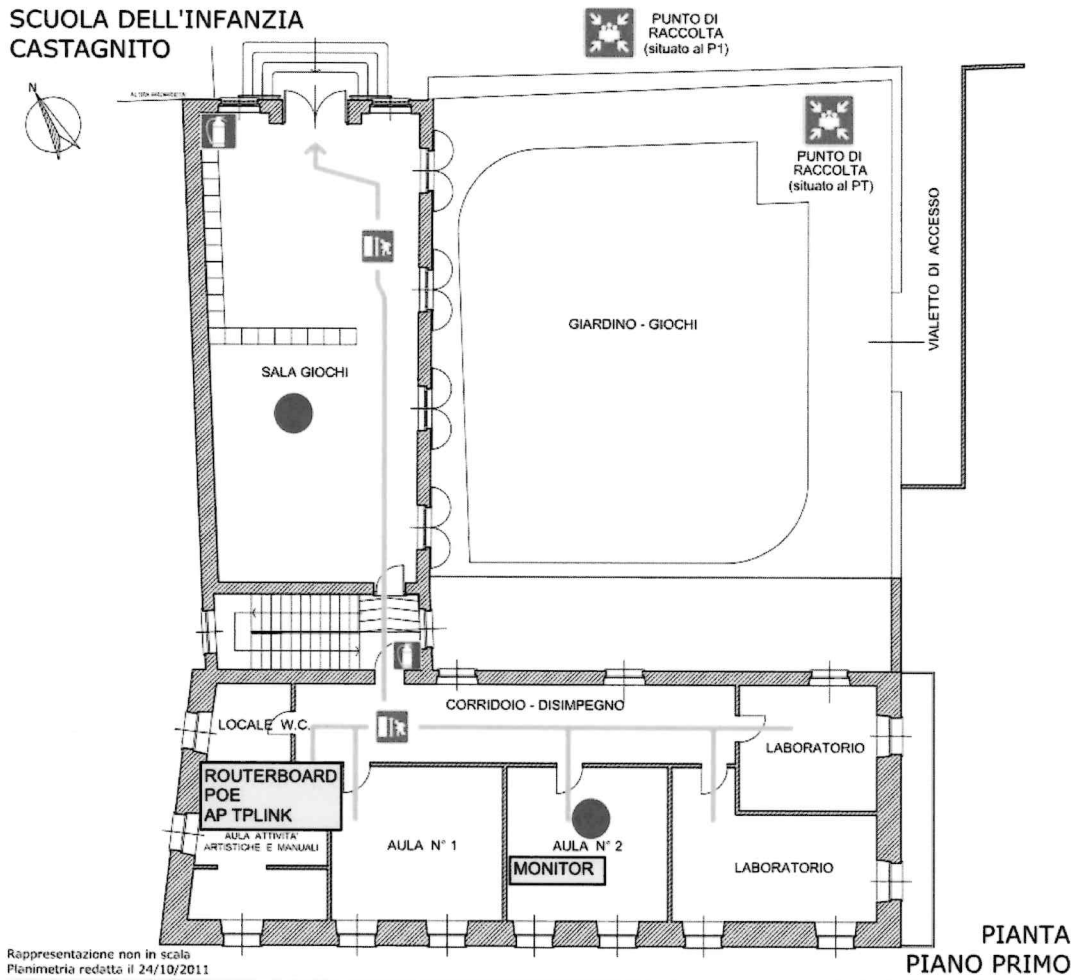 SCUOLA DELL'INFANZIA
CASTAGNITO
PUNTO DI
RACCOLTA
(situato al P1)
N
PUNTO DI
RACCOLTA
(situato al PT)
VIALETTO DI ACCESSO
GIARDINO - GIOCHI
SALA GIOCHI
CORRIDOIO - DISIMPEGNO
LOCALE W.C.
LABORATORIO
ROUTERBOARD
POE
AP TPLINK
AULA ATTIVITA'
ARTISTICHE E MANUALI
AULA N° 1
AULA N° 2
MONITOR
LABORATORIO
PIANTA
PIANO PRIMO
Rappresentazione non in scala
Planimetria redatta il 24/10/2011